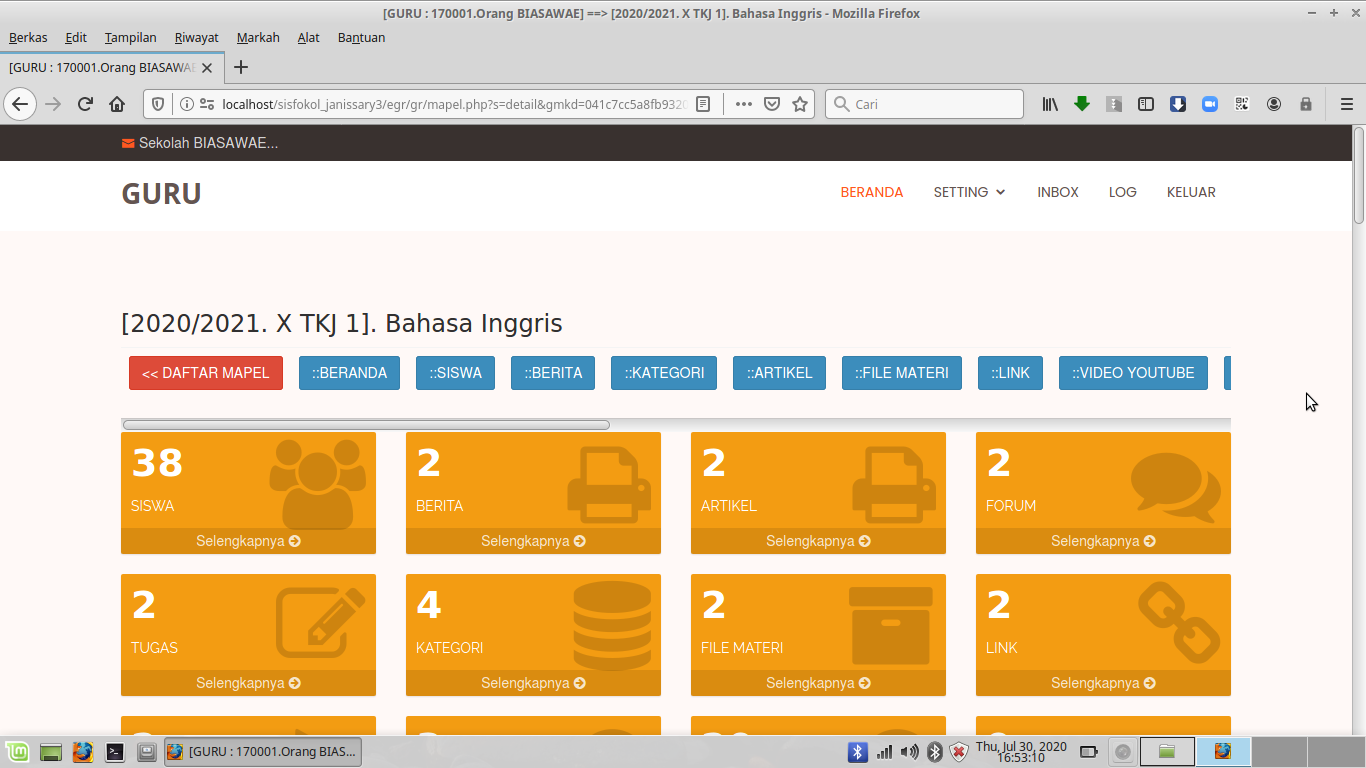 [GURU : 170001.Orang BIASAWAE] ==> [2020/2021. X TKJ 1]. Bahasa Inggris - Mozilla Firefox
Berkas Edit Tampilan Riwayat Markah Alat Bantuan
[GURU : 170001.Orang BIASAWAE
localhost/sisfokol_janissary3/egr/gr/mapel.php?s=detail&gmkd=041c7cc5a8fb932 Cari
Sekolah BIASAWAE...
GURU BERANDA SETTING INBOX LOG KELUAR
[2020/2021. X TKJ 1]. Bahasa Inggris
<< DAFTAR MAPEL ::BERANDA ::SISWA ::BERITA ::KATEGORI ::ARTIKEL ::FILE MATERI ::LINK ::VIDEO YOUTUBE
38 2 2 2
SISWA BERITA ARTIKEL FORUM
Selengkapnya Selengkapnya Selengkapnya Selengkapnya
2 4 2 2
TUGAS KATEGORI FILE MATERI LINK
Selengkapnya Selengkapnya Selengkapnya Selengkapnya
[GURU : 170001.Orang BIAS... Thu, Jul 30, 2020
16:53:10